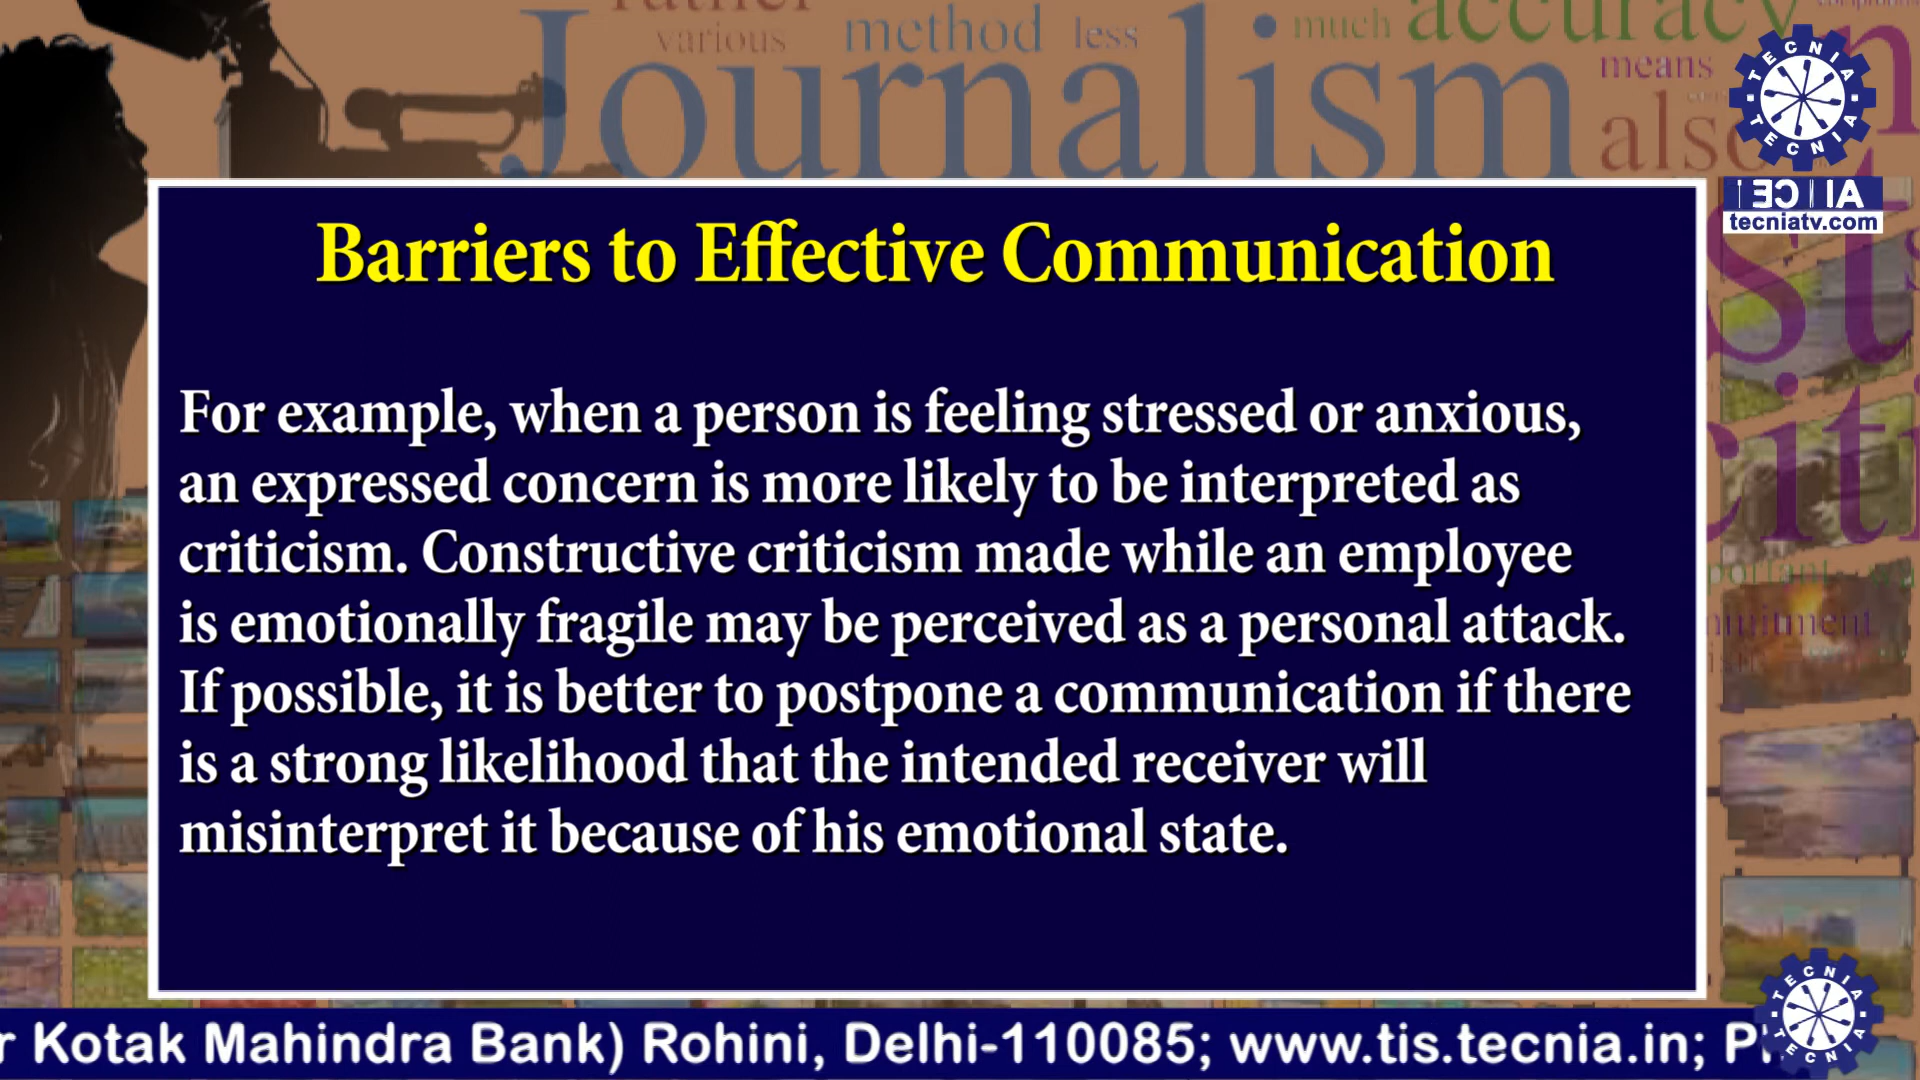 rather
various method less much accuracy
Journalism means
also
TECNIA TECNIA
tecniatv.com
Barriers to Effective Communication
For example, when a person is feeling stressed or anxious,
an expressed concern is more likely to be interpreted as
criticism. Constructive criticism made while an employee
is emotionally fragile may be perceived as a personal attack.
If possible, it is better to postpone a communication if there
is a strong likelihood that the intended receiver will
misinterpret it because of his emotional state.
TECNIA TECNIA
r Kotak Mahindra Bank) Rohini, Delhi-110085; www.tis.tecnia.in; P